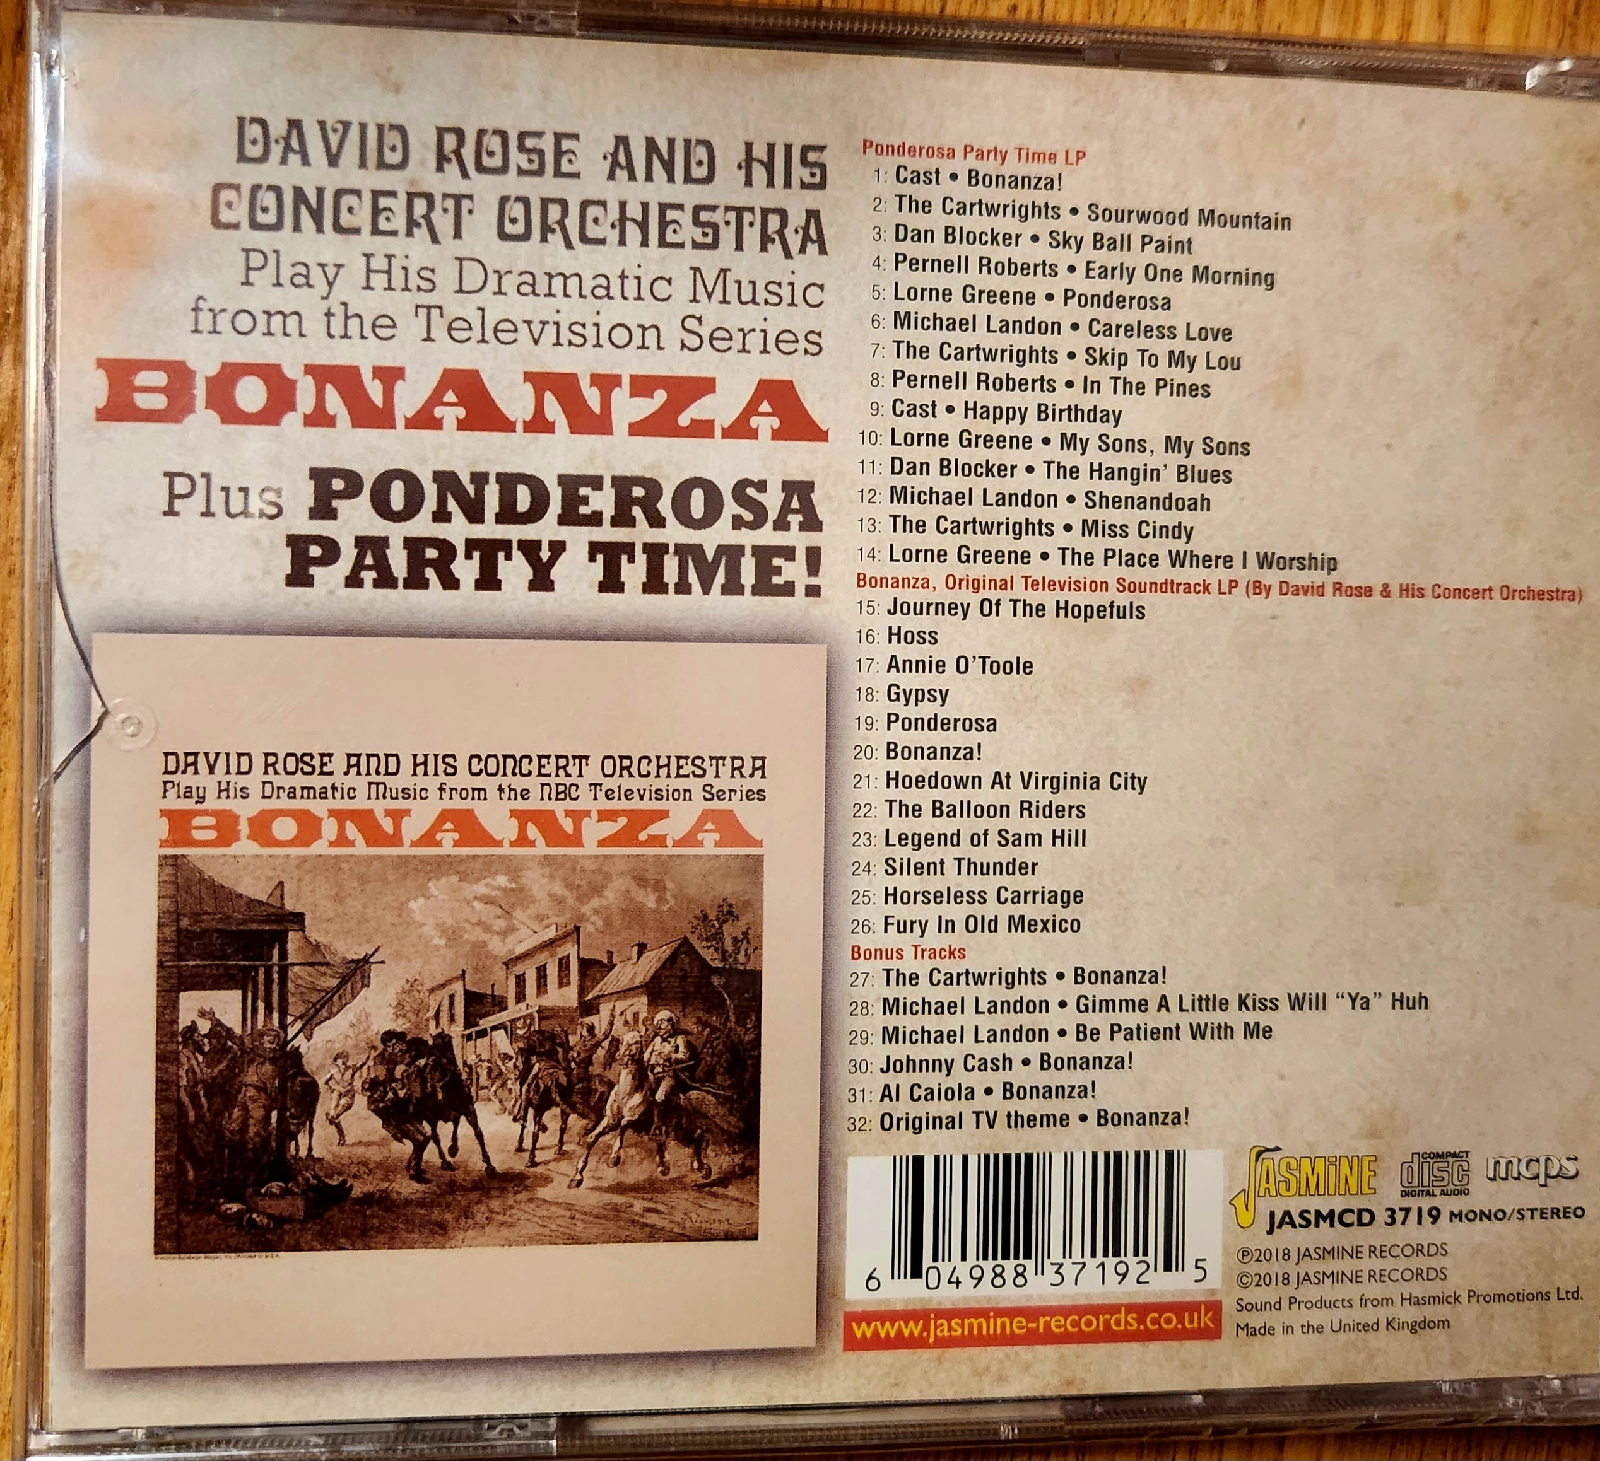 DAVID ROSE AND HIS
CONCERT ORCHESTRA
Play His Dramatic Music
from the Television Series
BONANZA
Plus PONDEROSA
PARTY TIME!
DAVID ROSE AND HIS CONCERT ORCHESTRA
Play His Dramatic Music from the NBC Television Series
BONANZA
Ponderosa Party Time LP
1: Cast • Bonanza!
2: The Cartwrights • Sourwood Mountain
3: Dan Blocker • Sky Ball Paint
4: Pernell Roberts • Early One Morning
5: Lorne Greene • Ponderosa
6: Michael Landon • Careless Love
7: The Cartwrights • Skip To My Lou
8: Pernell Roberts • In The Pines
9: Cast • Happy Birthday
10: Lorne Greene • My Sons, My Sons
11: Dan Blocker • The Hangin' Blues
12: Michael Landon • Shenandoah
13: The Cartwrights • Miss Cindy
14: Lorne Greene • The Place Where I Worship
Bonanza, Original Television Soundtrack LP (By David Rose & His Concert Orchestra)
15: Journey Of The Hopefuls
16: Hoss
17: Annie O'Toole
18: Gypsy
19: Ponderosa
20: Bonanza!
21: Hoedown At Virginia City
22: The Balloon Riders
23: Legend of Sam Hill
24: Silent Thunder
25: Horseless Carriage
26: Fury In Old Mexico
Bonus Tracks
27: The Cartwrights • Bonanza!
28: Michael Landon • Gimme A Little Kiss Will "Ya" Huh
29: Michael Landon • Be Patient With Me
30: Johnny Cash • Bonanza!
31: Al Caiola • Bonanza!
32: Original TV theme • Bonanza!
6 04988 37192 5
www.jasmine-records.co.uk
JASMiNE
COMPACT
disc
DIGITAL AUDIO
mcps
JASMCD 3719 MONO/STEREO
℗2018 JASMINE RECORDS
©2018 JASMINE RECORDS
Sound Products from Hasmick Promotions Ltd.
Made in the United Kingdom